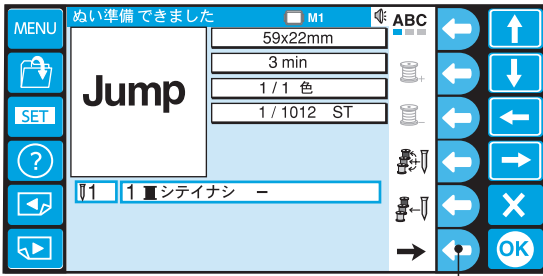 MENU
ぬい準備 できました
M1
ABC
59x22mm
3 min
1 / 1 色
1 / 1012 ST
Jump
SET
?
1
1 シテイナシ －
X
OK